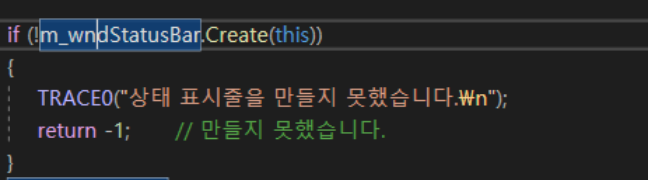 if (!m_wndStatusBar.Create(this))
{
TRACE0("상태 표시줄을 만들지 못했습니다.₩n");
return -1; // 만들지 못했습니다.
}